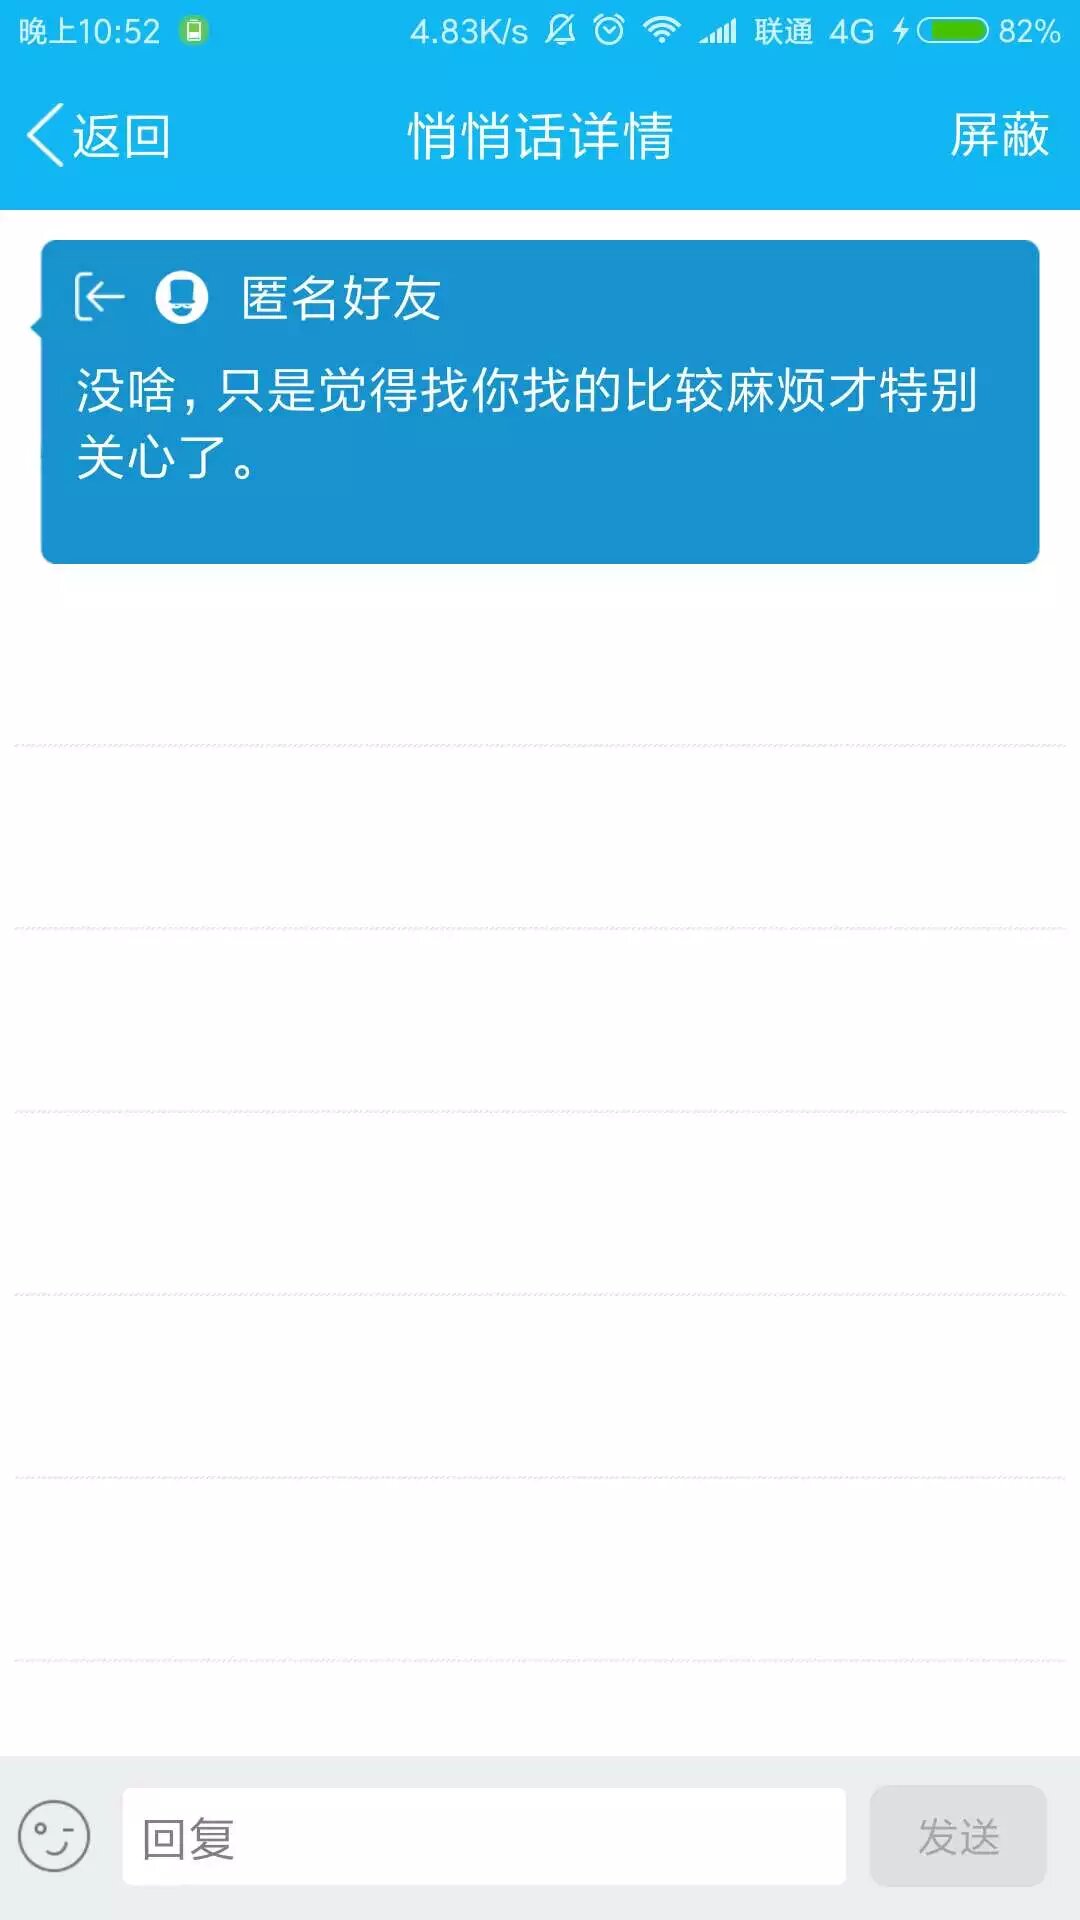 晚上10:52 4.83K/s 联通 4G 82%
返回 悄悄话详情 屏蔽
匿名好友
没啥，只是觉得找你找的比较麻烦才特别
关心了。
回复 发送